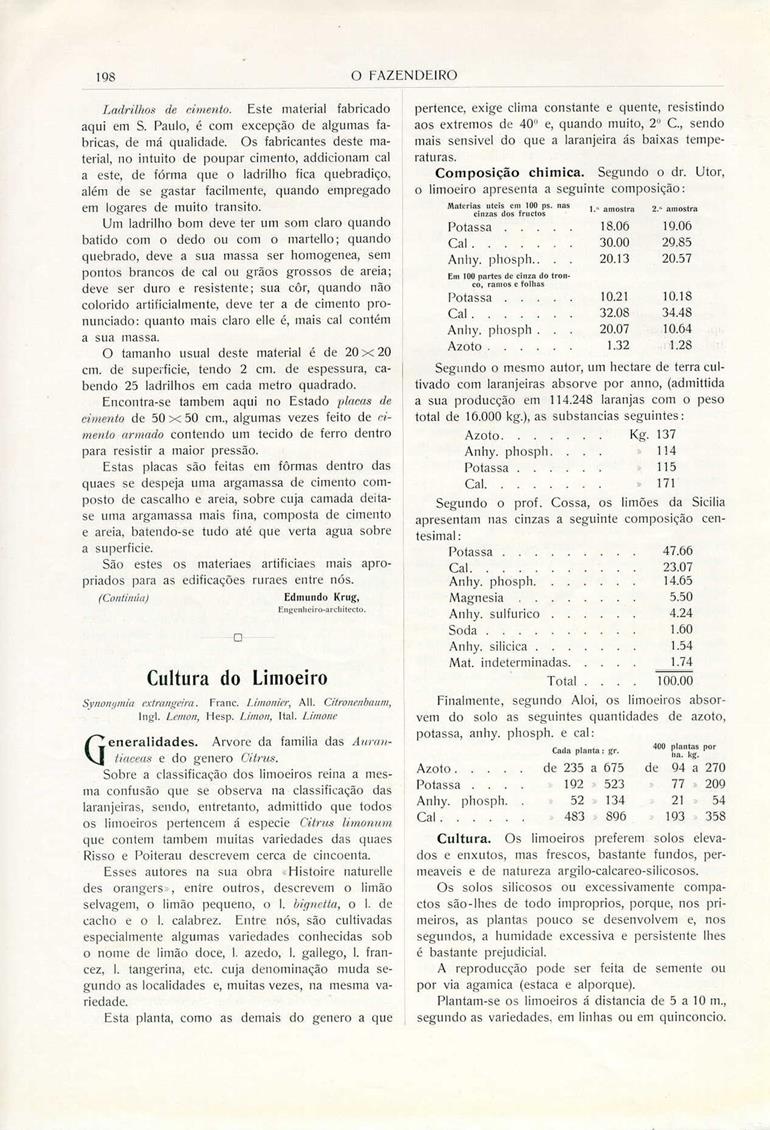 198
O FAZENDEIRO
Ladrilhos de cimento. Este material fabricado
aqui em S. Paulo, é com excepção de algumas fa-
bricas, de má qualidade. Os fabricantes deste ma-
terial, no intuito de poupar cimento, addicionam cal
a este, de fórma que o ladrilho fica quebradiço,
além de se gastar facilmente, quando empregado
em logares de muito transito.
Um ladrilho bom deve ter um som claro quando
batido com o dedo ou com o martello; quando
quebrado, deve a sua massa ser homogenea, sem
pontos brancos de cal ou grãos grossos de areia;
deve ser duro e resistente; sua côr, quando não
colorido artificialmente, deve ter a de cimento pro-
nunciado: quanto mais claro elle é, mais cal contém
a sua massa.
O tamanho usual deste material é de 20×20
cm. de superficie, tendo 2 cm. de espessura, ca-
bendo 25 ladrilhos em cada metro quadrado.
Encontra-se tambem aqui no Estado placas de
cimento de 50×50 cm., algumas vezes feito de ci-
mento armado contendo um tecido de ferro dentro
para resistir a maior pressão.
Estas placas são feitas em fôrmas dentro das
quaes se despeja uma argamassa de cimento com-
posto de cascalho e areia, sobre cuja camada deita-
se uma argamassa mais fina, composta de cimento
e areia, batendo-se tudo até que verta agua sobre
a superficie.
São estes os materiaes artificiaes mais apro-
priados para as edificações ruraes entre nós.
(Continúa) Edmundo Krug,
Engenheiro-architecto.
Cultura do Limoeiro
Synonymia extrangeira. Franc. Limonier, All. Citronenbaum,
Ingl. Lemon, Hesp. Limon, Ital. Limone
Generalidades. Arvore da familia das Auran-
tiaceas e do genero Citrus.
Sobre a classificação dos limoeiros reina a mes-
ma confusão que se observa na classificação das
laranjeiras, sendo, entretanto, admittido que todos
os limoeiros pertencem á especie Citrus limonum
que contem tambem muitas variedades das quaes
Risso e Poiterau descrevem cerca de cincoenta.
Esses autores na sua obra «Histoire naturelle
des orangers», entre outros, descrevem o limão
selvagem, o limão pequeno, o l. bignetta, o l. de
cacho e o l. calabrez. Entre nós, são cultivadas
especialmente algumas variedades conhecidas sob
o nome de limão doce, l. azedo, l. gallego, l. fran-
cez, l. tangerina, etc. cuja denominação muda se-
gundo as localidades e, muitas vezes, na mesma va-
riedade.
Esta planta, como as demais do genero a que
pertence, exige clima constante e quente, resistindo
aos extremos de 40º e, quando muito, 2º C., sendo
mais sensivel do que a laranjeira ás baixas tempe-
raturas.
Composição chimica. Segundo o dr. Utor,
o limoeiro apresenta a seguinte composição:
Materias uteis em 100 ps. nas
cinzas dos fructos 1.ª amostra 2.ª amostra
Potassa . . . . . 18.06 19.06
Cal . . . . . . . 30.00 29.85
Anhy. phosph. . . . 20.13 20.57
Em 100 partes de cinza do tron-
co, ramos e folhas
Potassa . . . . . 10.21 10.18
Cal . . . . . . . 32.08 34.48
Anhy. phosph . . . 20.07 10.64
Azoto . . . . . . 1.32 1.28
Segundo o mesmo autor, um hectare de terra cul-
tivado com laranjeiras absorve por anno, (admittida
a sua producção em 114.248 laranjas com o peso
total de 16.000 kg.), as substancias seguintes:
Azoto. . . . . . . Kg. 137
Anhy. phosph. . . . » 114
Potassa . . . . . . » 115
Cal. . . . . . . . » 171
Segundo o prof. Cossa, os limões da Sicilia
apresentam nas cinzas a seguinte composição cen-
tesimal:
Potassa . . . . . . . . . 47.66
Cal. . . . . . . . . . . 23.07
Anhy. phosph. . . . . . . 14.65
Magnesia . . . . . . . . 5.50
Anhy. sulfurico . . . . . . 4.24
Soda . . . . . . . . . . 1.60
Anhy. silicica . . . . . . . 1.54
Mat. indeterminadas. . . . . 1.74
Total . . . . 100.00
Finalmente, segundo Aloi, os limoeiros absor-
vem do solo as seguintes quantidades de azoto,
potassa, anhy. phosph. e cal:
Cada planta: gr. 400 plantas por
ha. kg.
Azoto . . . . . de 235 a 675 de 94 a 270
Potassa . . . . » 192 » 523 » 77 » 209
Anhy. phosph. . » 52 » 134 » 21 » 54
Cal . . . . . . » 483 » 896 » 193 » 358
Cultura. Os limoeiros preferem solos eleva-
dos e enxutos, mas frescos, bastante fundos, per-
meaveis e de natureza argilo-calcareo-silicosos.
Os solos silicosos ou excessivamente compa-
ctos são-lhes de todo improprios, porque, nos pri-
meiros, as plantas pouco se desenvolvem e, nos
segundos, a humidade excessiva e persistente lhes
é bastante prejudicial.
A reproducção pode ser feita de semente ou
por via agamica (estaca e alporque).
Plantam-se os limoeiros á distancia de 5 a 10 m.,
segundo as variedades, em linhas ou em quinconcio.